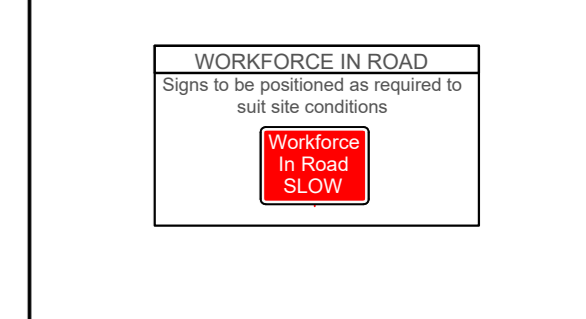 WORKFORCE IN ROAD
Signs to be positioned as required to
suit site conditions
Workforce
In Road
SLOW